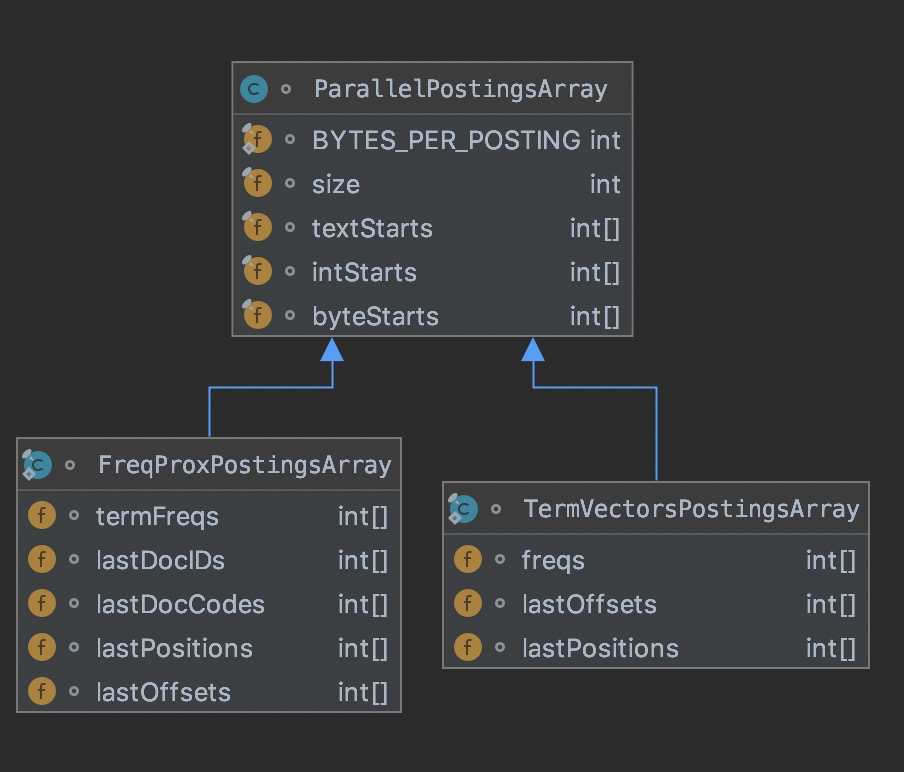 ParallelPostingsArray
BYTES_PER_POSTING int
size int
textStarts int[]
intStarts int[]
byteStarts int[]
FreqProxPostingsArray
termFreqs int[]
lastDocIDs int[]
lastDocCodes int[]
lastPositions int[]
lastOffsets int[]
TermVectorsPostingsArray
freqs int[]
lastOffsets int[]
lastPositions int[]